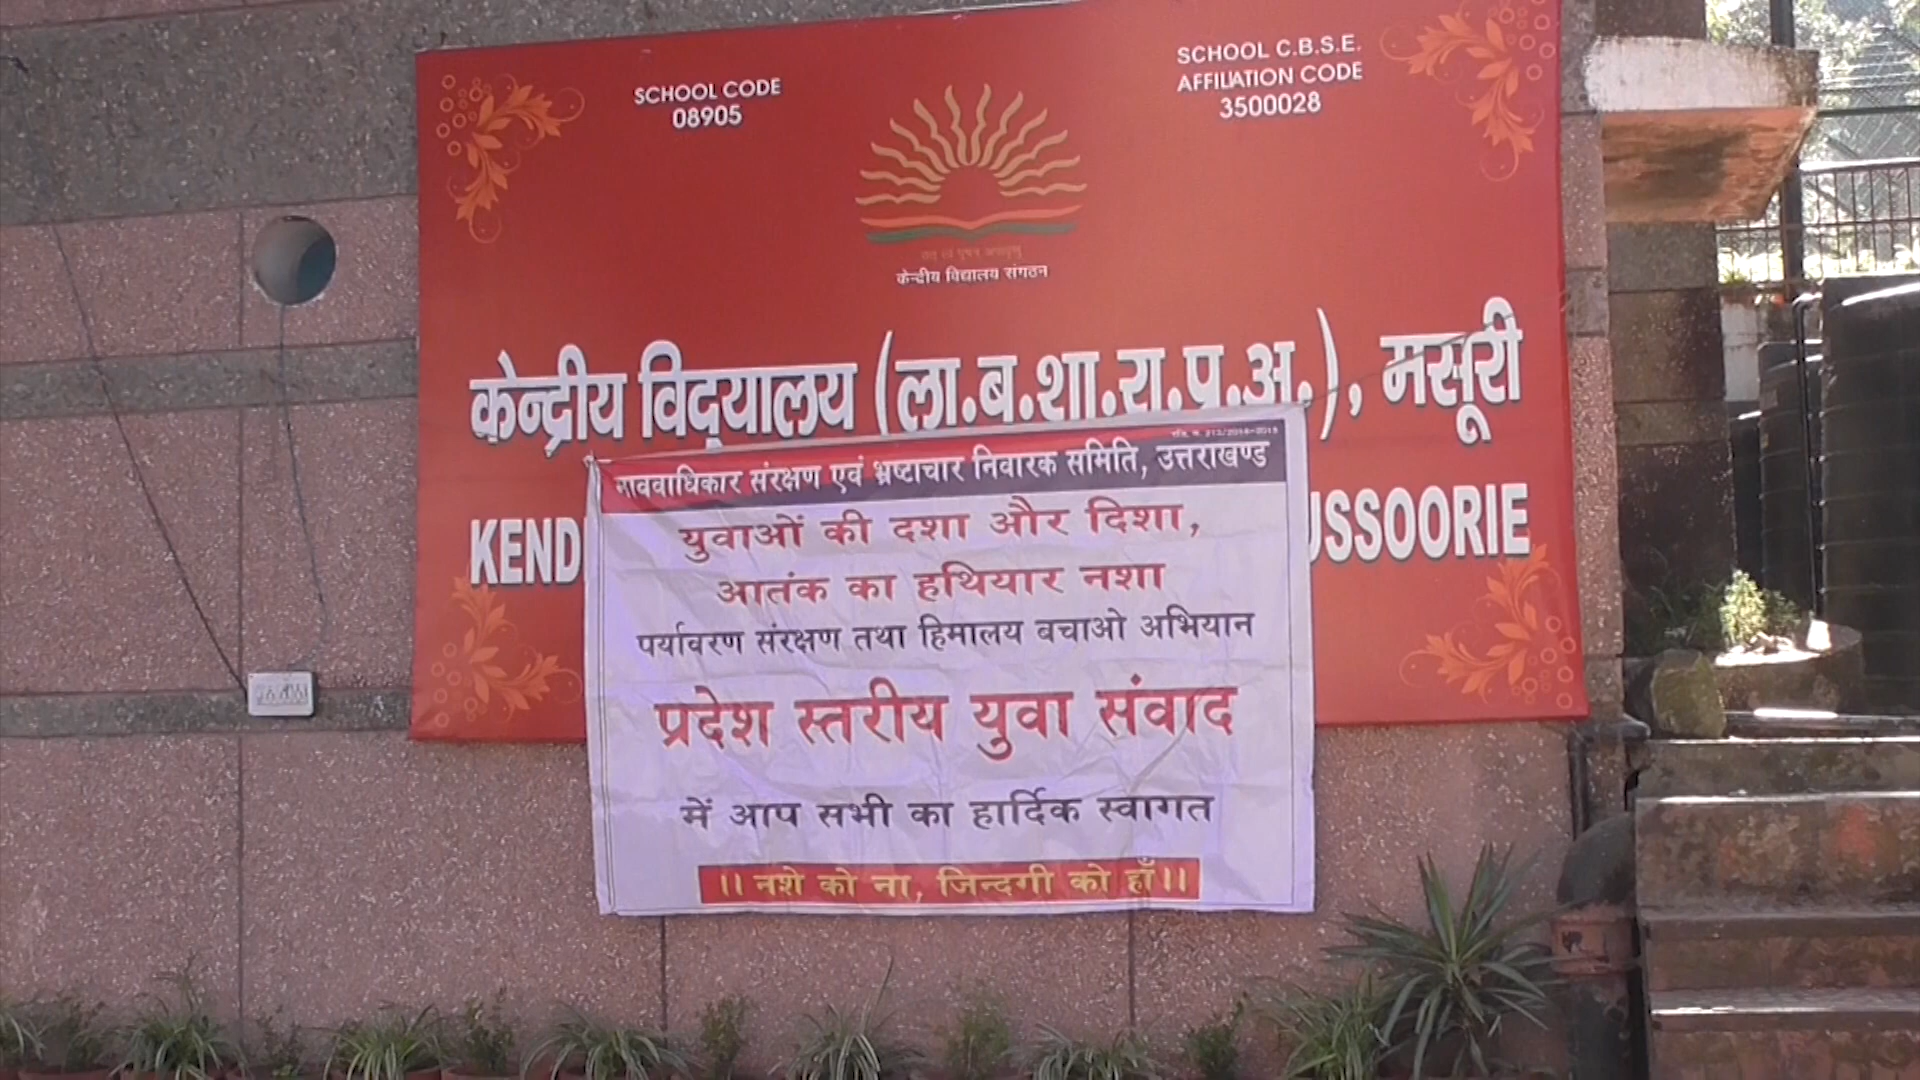 SCHOOL CODE
08905
SCHOOL C.B.S.E.
AFFILIATION CODE
3500028
केन्द्रीय विद्यालय संगठन
केन्द्रीय विद्यालय (ला.ब.शा.रा.प्र.अ.), मसूरी
KEND USSOORIE
संरक्षण एवं भ्रष्टाचार निवारक समिति, उत्तराखण्ड
युवाओं की दशा और दिशा,
आतंक का हथियार नशा
पर्यावरण संरक्षण तथा हिमालय बचाओ अभियान
प्रदेश स्तरीय युवा संवाद
में आप सभी का हार्दिक स्वागत
।। नशे को ना, जिन्दगी को हाँ।।